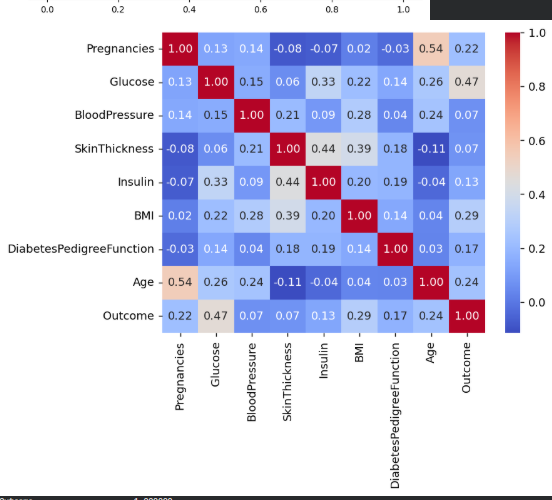 0.0 0.2 0.4 0.6 0.8 1.0
Pregnancies 1.00 0.13 0.14 -0.08 -0.07 0.02 -0.03 0.54 0.22
Glucose 0.13 1.00 0.15 0.06 0.33 0.22 0.14 0.26 0.47
BloodPressure 0.14 0.15 1.00 0.21 0.09 0.28 0.04 0.24 0.07
SkinThickness -0.08 0.06 0.21 1.00 0.44 0.39 0.18 -0.11 0.07
Insulin -0.07 0.33 0.09 0.44 1.00 0.20 0.19 -0.04 0.13
BMI 0.02 0.22 0.28 0.39 0.20 1.00 0.14 0.04 0.29
DiabetesPedigreeFunction -0.03 0.14 0.04 0.18 0.19 0.14 1.00 0.03 0.17
Age 0.54 0.26 0.24 -0.11 -0.04 0.04 0.03 1.00 0.24
Outcome 0.22 0.47 0.07 0.07 0.13 0.29 0.17 0.24 1.00
Pregnancies
Glucose
BloodPressure
SkinThickness
Insulin
BMI
DiabetesPedigreeFunction
Age
Outcome
1.0
0.8
0.6
0.4
0.2
0.0